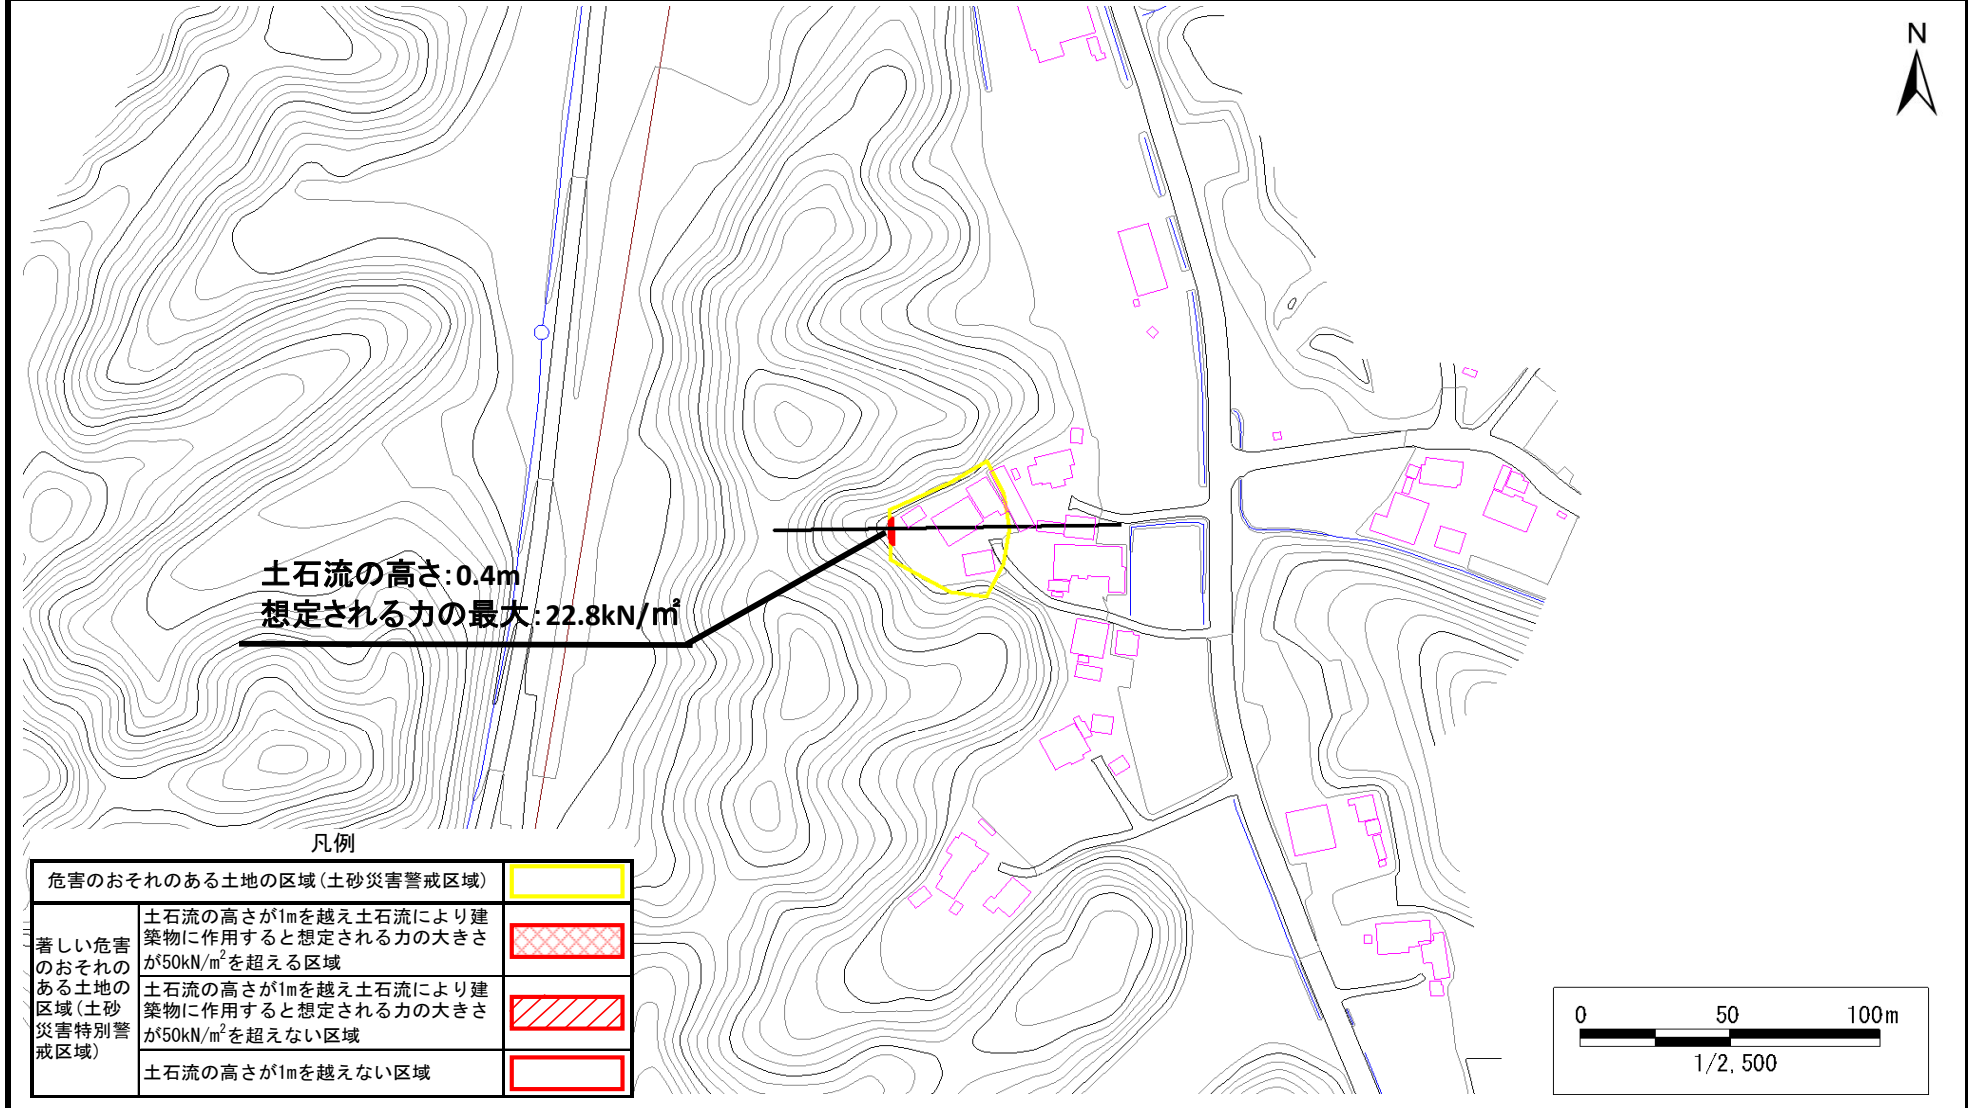 N
土石流の高さ:0.4m
想定される力の最大:22.8kN/㎡
凡例
危害のおそれのある土地の区域(土砂災害警戒区域)
著しい危害
のおそれの
ある土地の
区域(土砂
災害特別警
戒区域)
土石流の高さが1mを越え土石流により建
築物に作用すると想定される力の大きさ
が50kN/m²を超える区域
土石流の高さが1mを越え土石流により建
築物に作用すると想定される力の大きさ
が50kN/m²を超えない区域
土石流の高さが1mを越えない区域
0 50 100m
1/2,500